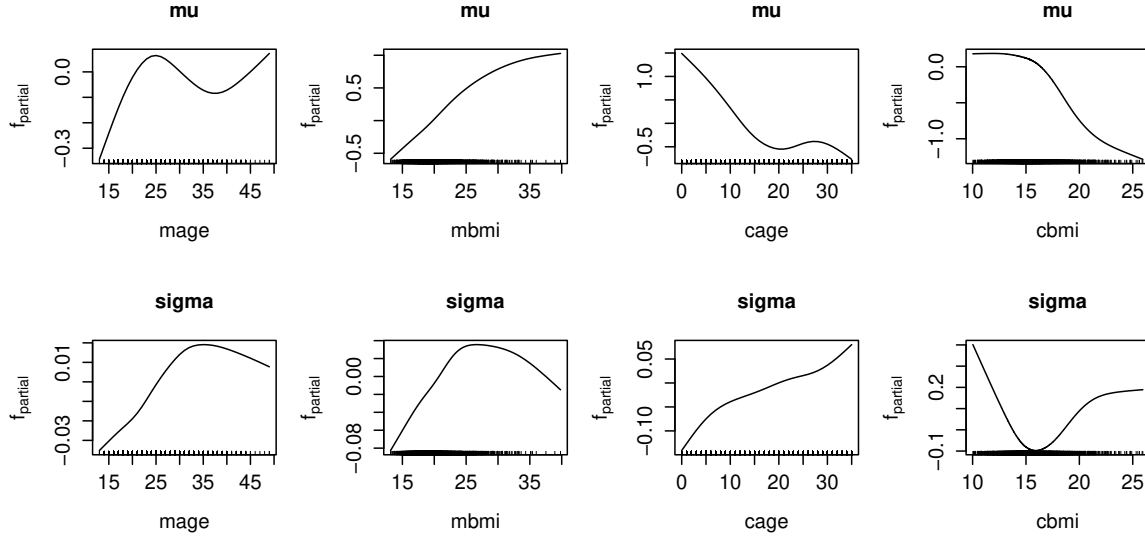 mu
mu
mu
mu
−0.3 0.0
f_partial
15 25 35 45
mage
−0.5 0.5
f_partial
15 25 35
mbmi
−0.5 1.0
f_partial
0 10 20 30
cage
−1.0 0.0
f_partial
10 15 20 25
cbmi
sigma
sigma
sigma
sigma
−0.03 0.01
f_partial
15 25 35 45
mage
−0.08 0.00
f_partial
15 25 35
mbmi
−0.10 0.05
f_partial
0 10 20 30
cage
−0.1 0.2
f_partial
10 15 20 25
cbmi